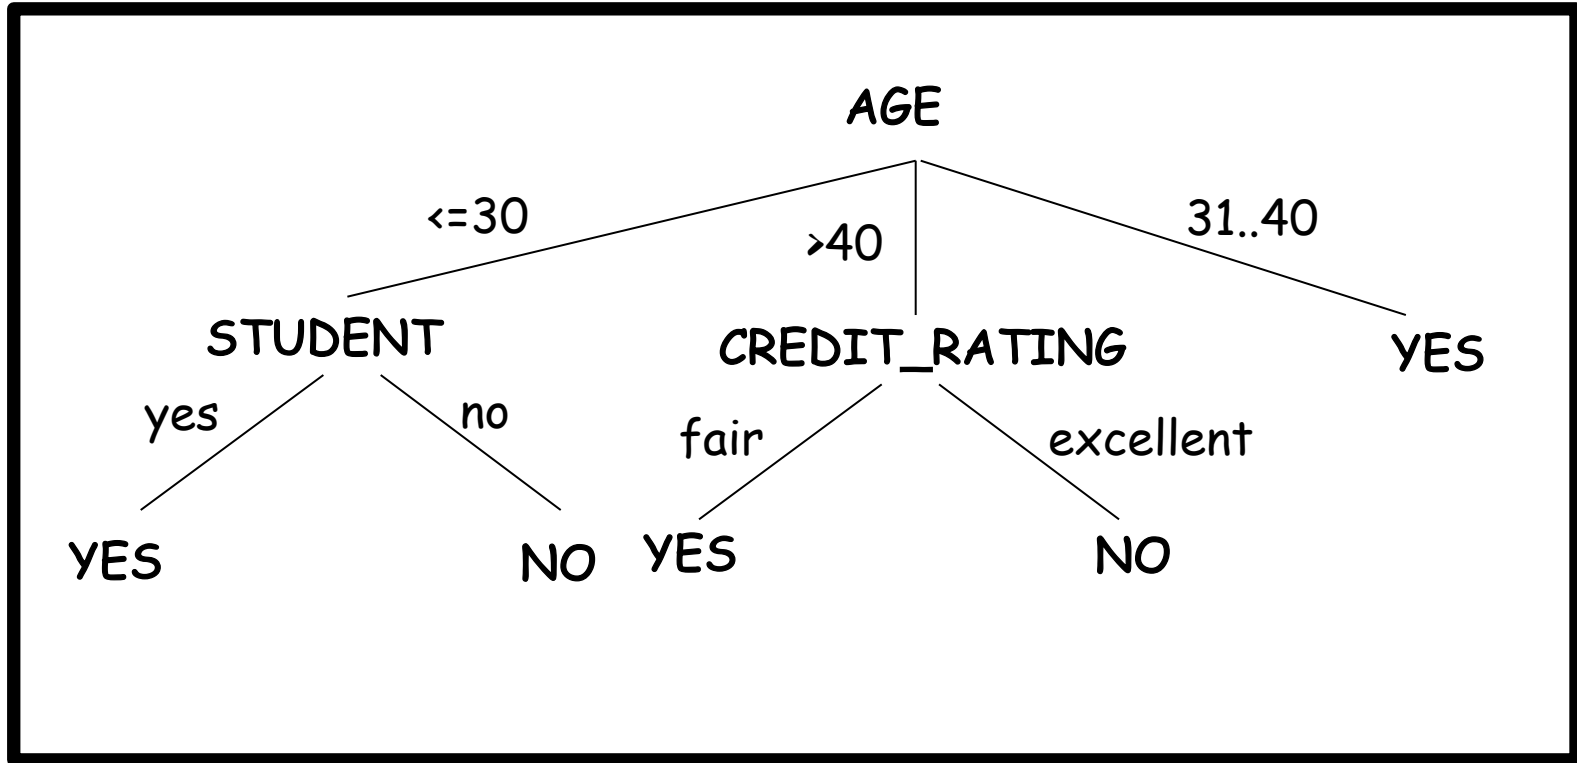 AGE
<=30
>40
31..40
STUDENT
CREDIT_RATING
YES
yes
no
fair
excellent
YES
NO
YES
NO